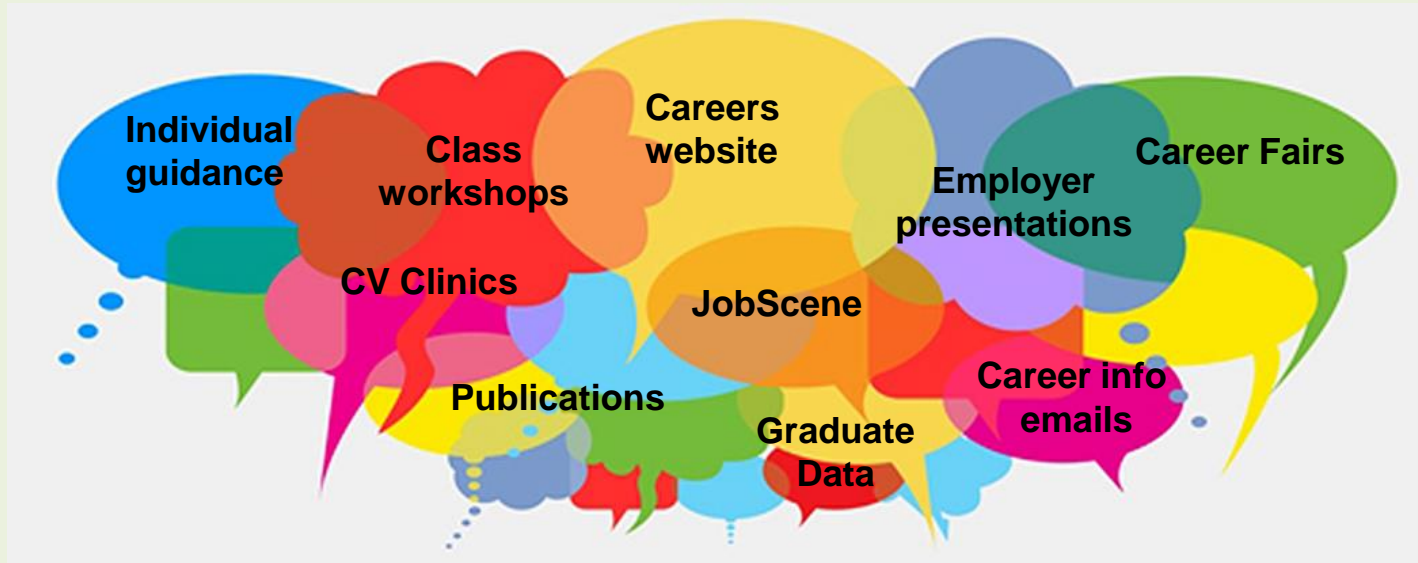 Individual
guidance
Class
workshops
Careers
website
Employer
presentations
Career Fairs
CV Clinics
JobScene
Publications
Graduate
Data
Career info
emails